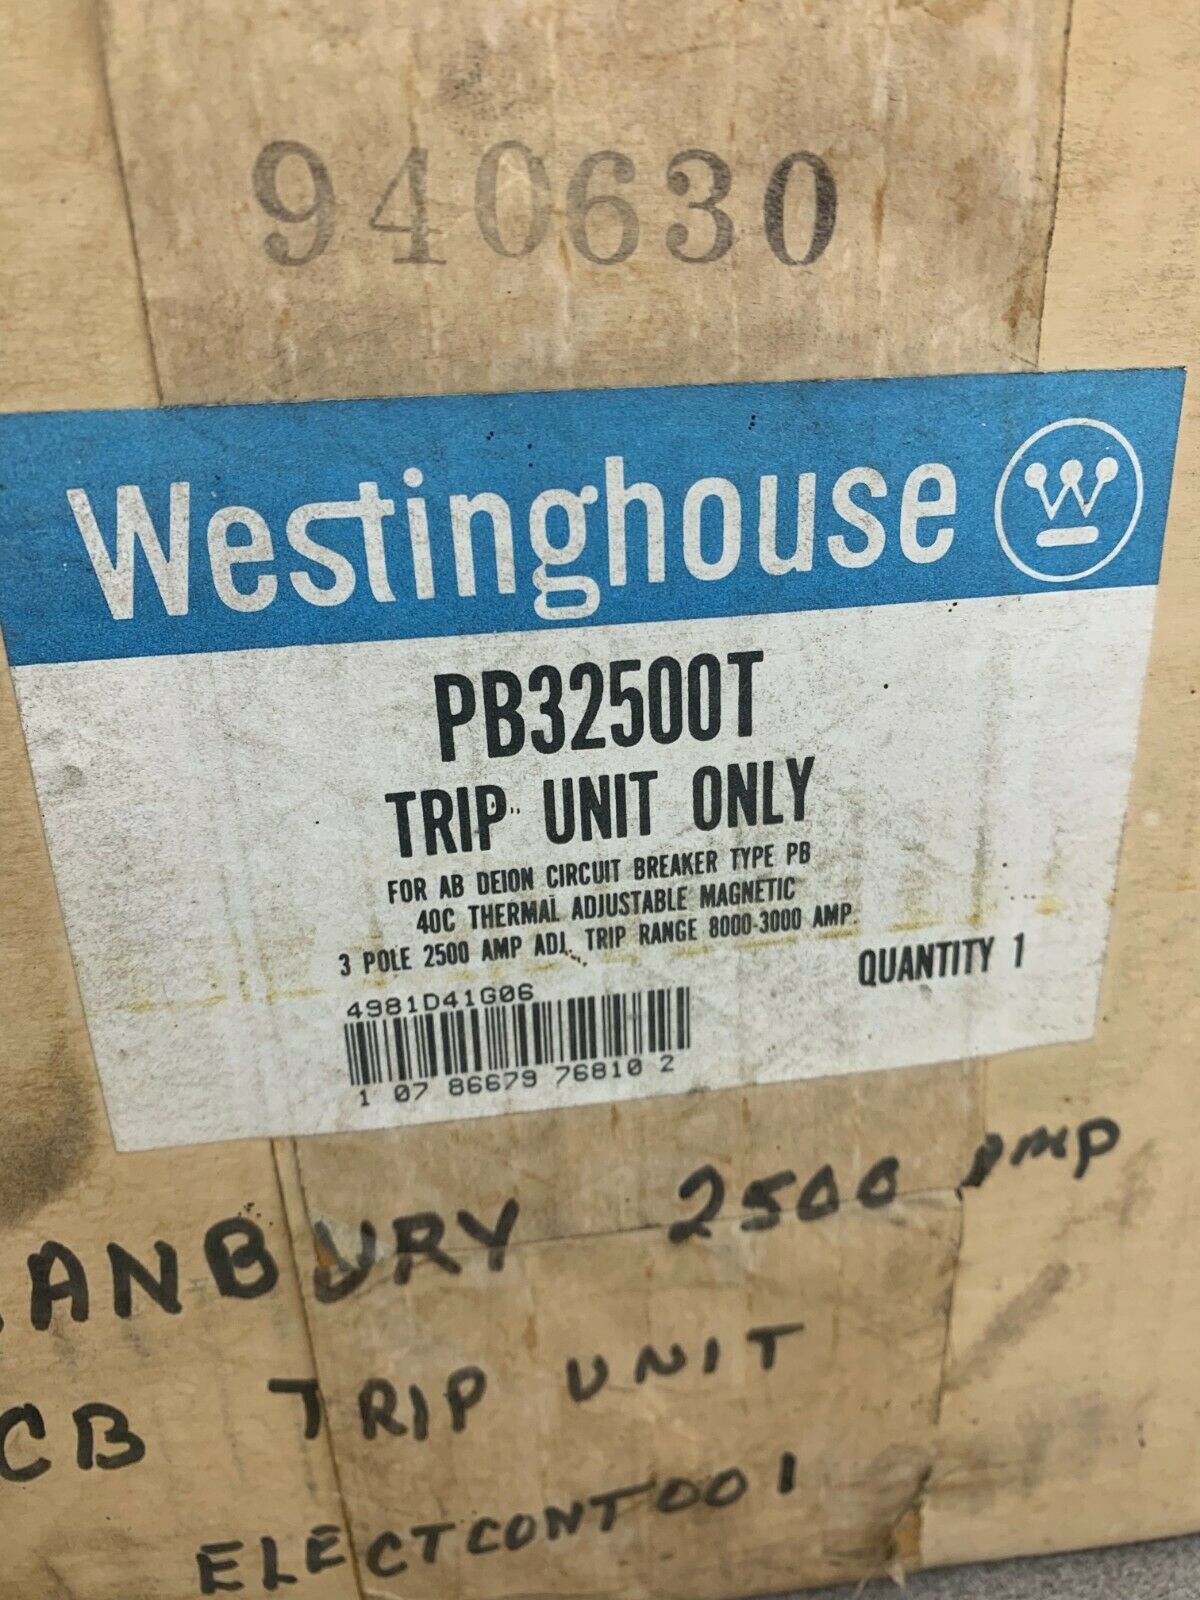 940630
Westinghouse W
PB32500T
TRIP UNIT ONLY
FOR AB DEION CIRCUIT BREAKER TYPE PB
40C THERMAL ADJUSTABLE MAGNETIC
3 POLE 2500 AMP ADJ. TRIP RANGE 8000-3000 AMP.
QUANTITY 1
4981D41G06
1 07 86679 76810 2
ANBURY 2500 AMP
CB TRIP UNIT
ELECTCONT001